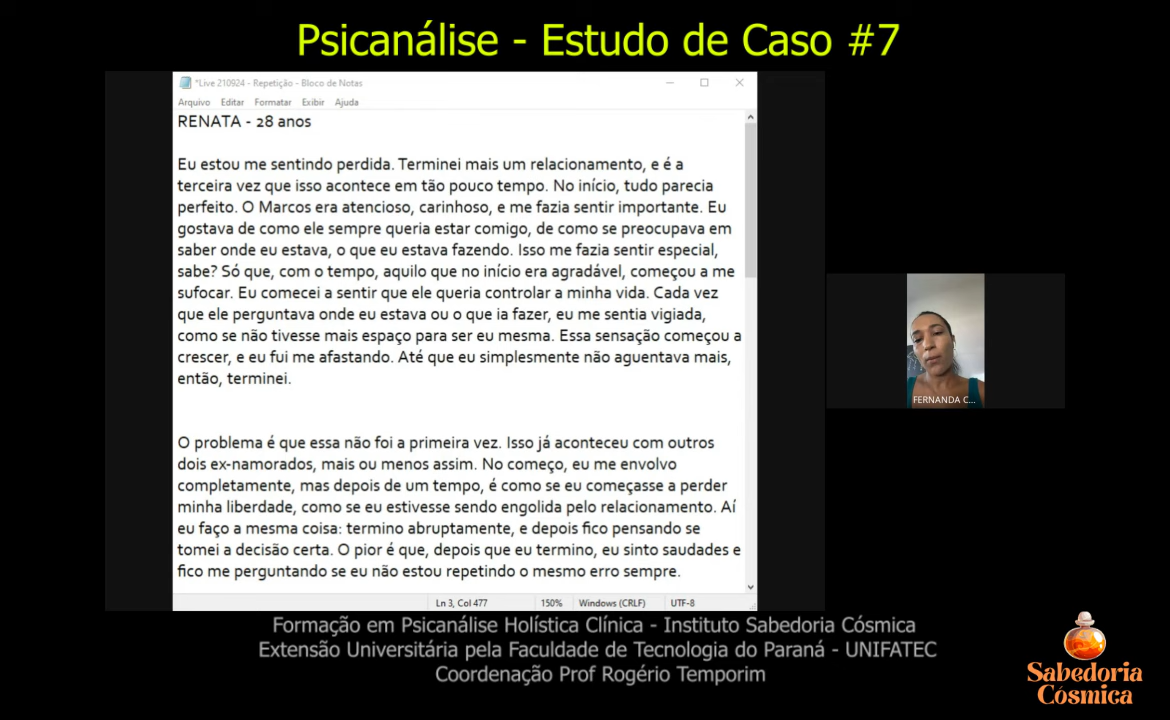 Psicanálise - Estudo de Caso #7
*Live 210924 - Repetição - Bloco de Notas
Arquivo Editar Formatar Exibir Ajuda
RENATA - 28 anos
Eu estou me sentindo perdida. Terminei mais um relacionamento, e é a
terceira vez que isso acontece em tão pouco tempo. No início, tudo parecia
perfeito. O Marcos era atencioso, carinhoso, e me fazia sentir importante. Eu
gostava de como ele sempre queria estar comigo, de como se preocupava em
saber onde eu estava, o que eu estava fazendo. Isso me fazia sentir especial,
sabe? Só que, com o tempo, aquilo que no início era agradável, começou a me
sufocar. Eu comecei a sentir que ele queria controlar a minha vida. Cada vez
que ele perguntava onde eu estava ou o que ia fazer, eu me sentia vigiada,
como se não tivesse mais espaço para ser eu mesma. Essa sensação começou a
crescer, e eu fui me afastando. Até que eu simplesmente não aguentava mais,
então, terminei.
O problema é que essa não foi a primeira vez. Isso já aconteceu com outros
dois ex-namorados, mais ou menos assim. No começo, eu me envolvo
completamente, mas depois de um tempo, é como se eu começasse a perder
minha liberdade, como se eu estivesse sendo engolida pelo relacionamento. Aí
eu faço a mesma coisa: termino abruptamente, e depois fico pensando se
tomei a decisão certa. O pior é que, depois que eu termino, eu sinto saudades e
fico me perguntando se eu não estou repetindo o mesmo erro sempre.
Ln 3, Col 477 150% Windows (CRLF) UTF-8
FERNANDA C...
Formação em Psicanálise Holística Clínica - Instituto Sabedoria Cósmica
Extensão Universitária pela Faculdade de Tecnologia do Paraná - UNIFATEC
Coordenação Prof Rogério Temporim
Sabedoria
Cósmica